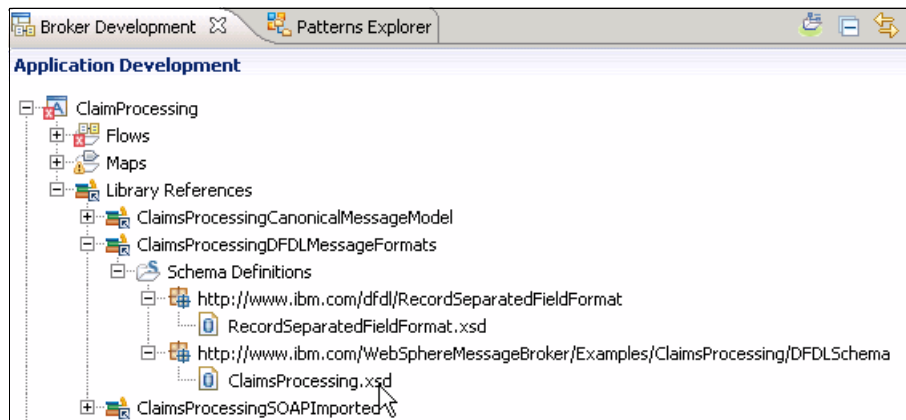 Broker Development Patterns Explorer
Application Development
ClaimProcessing
Flows
Maps
Library References
ClaimsProcessingCanonicalMessageModel
ClaimsProcessingDFDLMessageFormats
Schema Definitions
http://www.ibm.com/dfdl/RecordSeparatedFieldFormat
RecordSeparatedFieldFormat.xsd
http://www.ibm.com/WebSphereMessageBroker/Examples/ClaimsProcessing/DFDLSchema
ClaimsProcessing.xsd
ClaimsProcessingSOAPImported